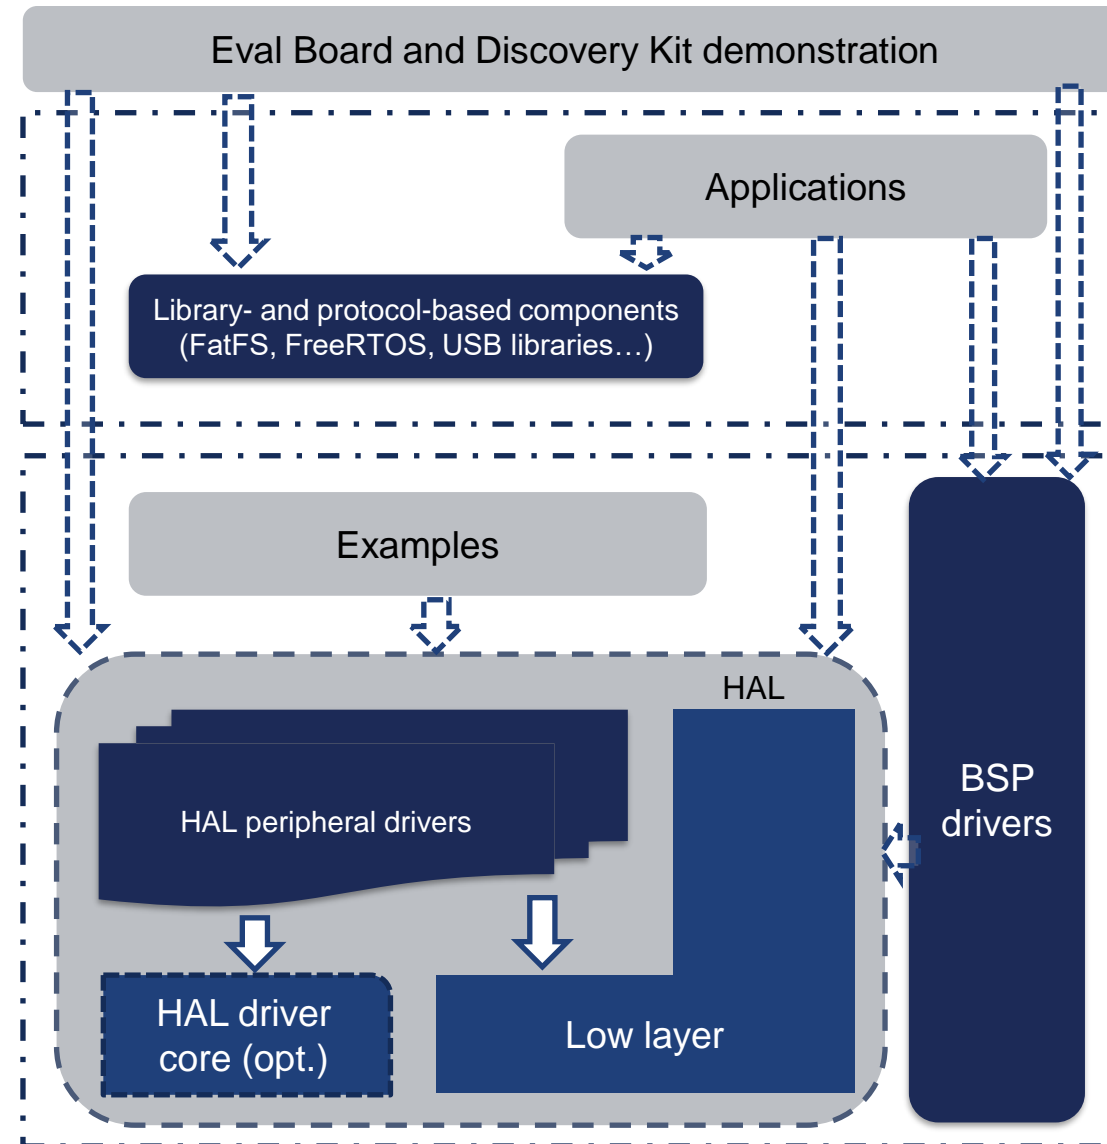 Eval Board and Discovery Kit demonstration
Applications
Library- and protocol-based components
(FatFS, FreeRTOS, USB libraries…)
Examples
HAL
HAL peripheral drivers
BSP
drivers
HAL driver
core (opt.)
Low layer